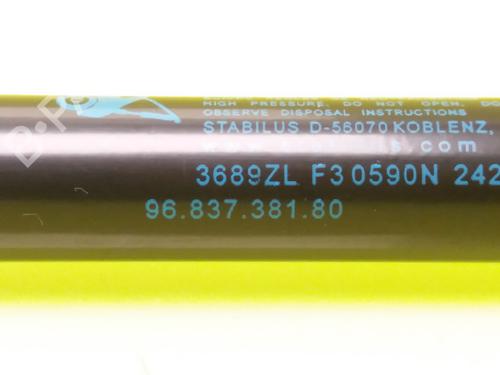 HIGH PRESSURE. DO NOT OPEN. DO
OBSERVE DISPOSAL INSTRUCTIONS
STABILUS D-56070 KOBLENZ,
3689ZL F3 0590N 242
96.837.381.80